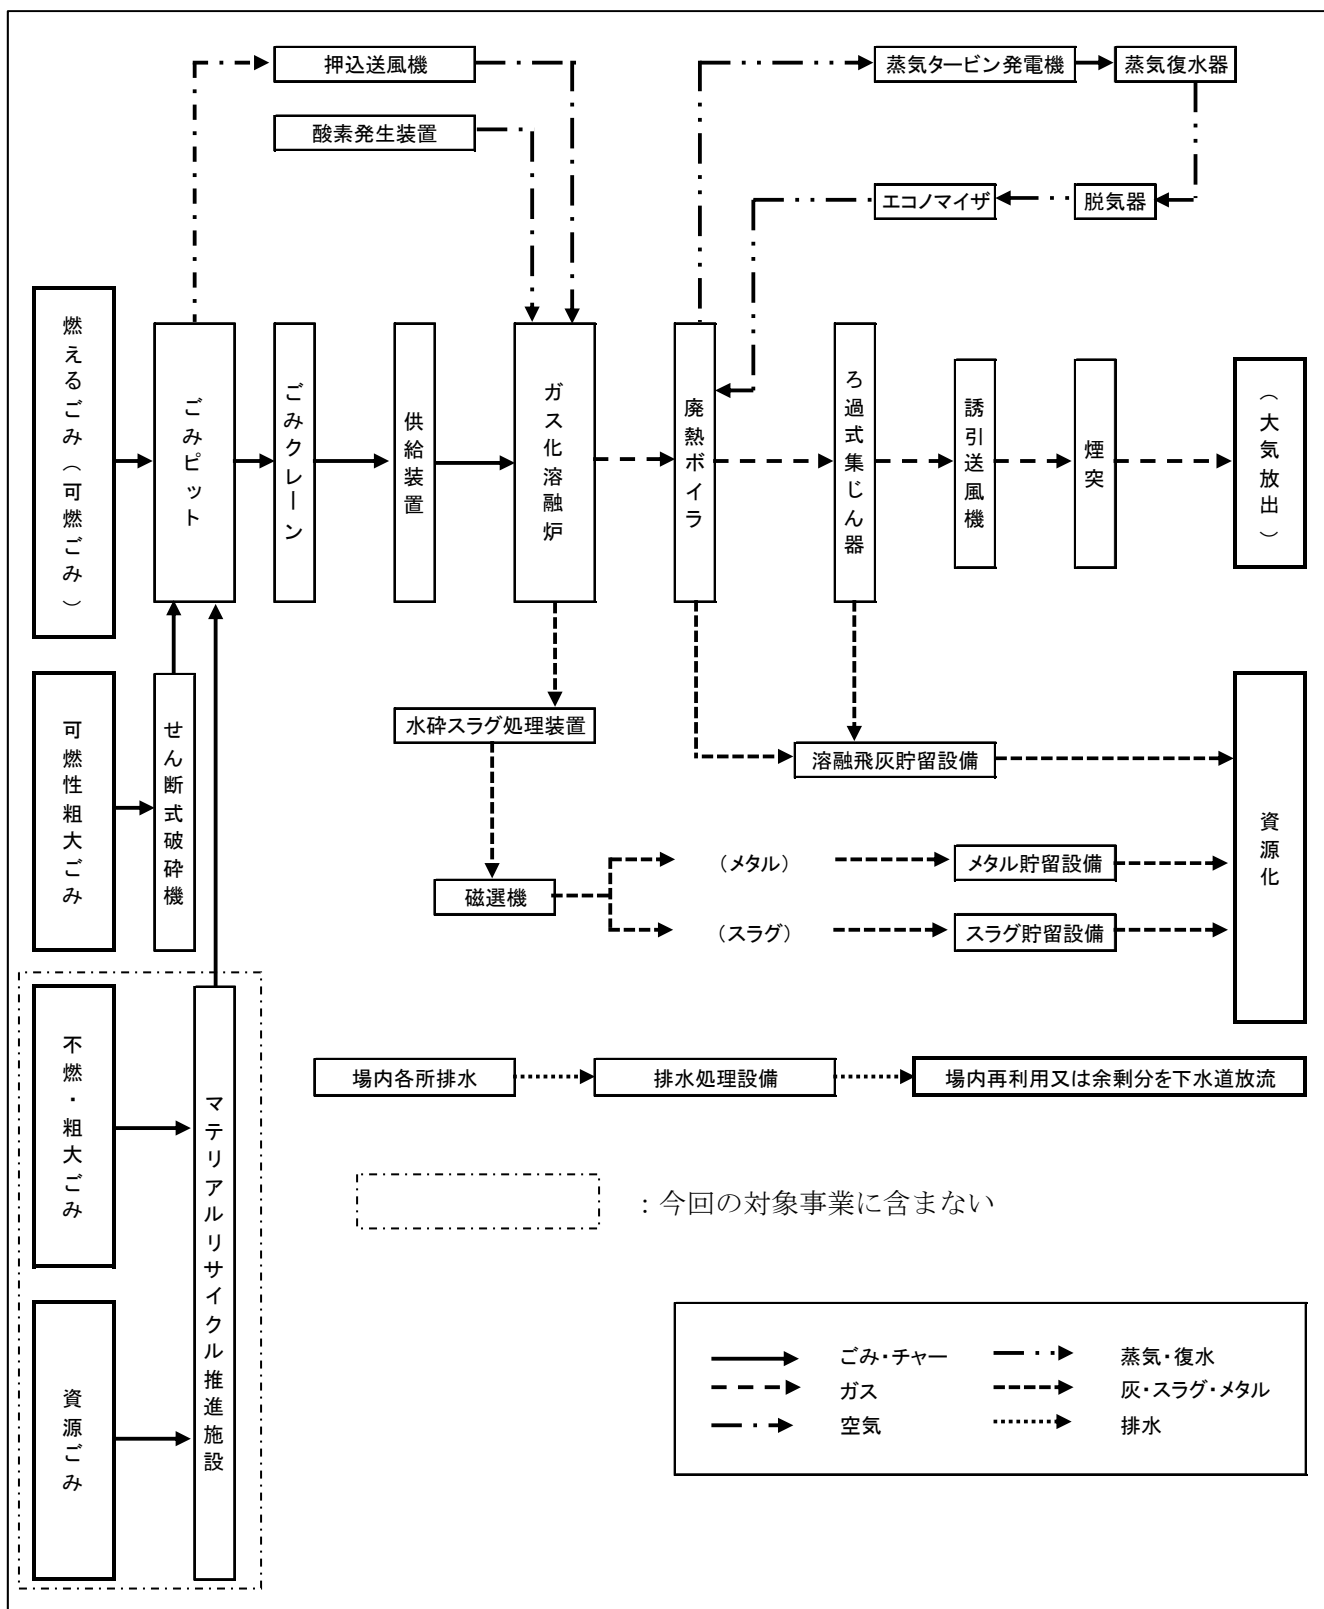 押込送風機
蒸気タービン発電機
蒸気復水器
酸素発生装置
エコノマイザ
脱気器
燃えるごみ（可燃ごみ）
ごみピット
ごみクレーン
供給装置
ガス化溶融炉
廃熱ボイラ
ろ過式集じん器
誘引送風機
煙突
（大気放出）
可燃性粗大ごみ
せん断式破砕機
水砕スラグ処理装置
溶融飛灰貯留設備
資源化
（メタル）
メタル貯留設備
磁選機
（スラグ）
スラグ貯留設備
不燃・粗大ごみ
マテリアルリサイクル推進施設
場内各所排水
排水処理設備
場内再利用又は余剰分を下水道放流
：今回の対象事業に含まない
資源ごみ
ごみ・チャー
蒸気・復水
ガス
灰・スラグ・メタル
空気
排水